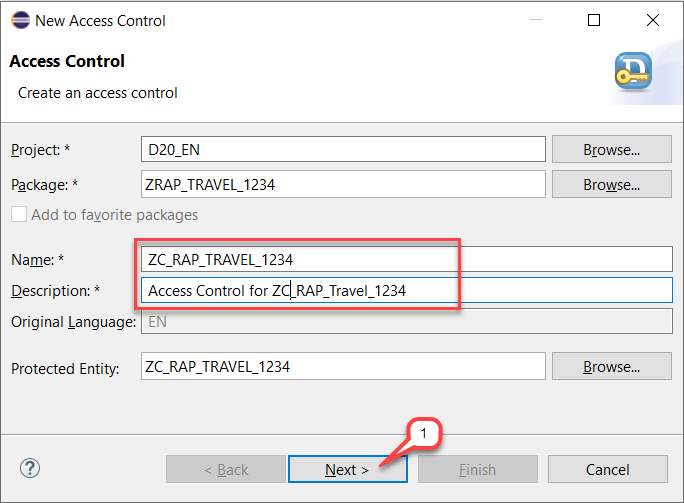 New Access Control
Access Control
Create an access control
Project: * D20_EN Browse...
Package: * ZRAP_TRAVEL_1234 Browse...
Add to favorite packages
Name: * ZC_RAP_TRAVEL_1234
Description: * Access Control for ZC_RAP_Travel_1234
Original Language: EN
Protected Entity: ZC_RAP_TRAVEL_1234 Browse...
1
? < Back Next > Finish Cancel